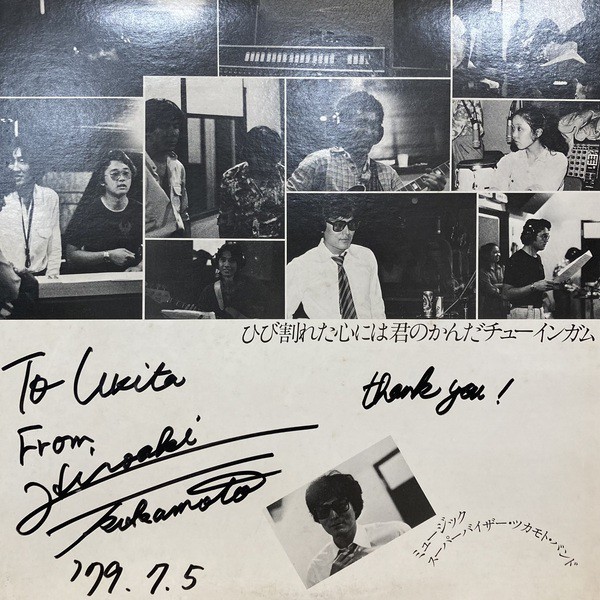 ひび割れた心には君のかんだチューインガム
To Ukita
thank you!
From,
Hiroaki
Tsukamoto
'79.7.5
ミュージック
スーパーバイザー・ツカモト・バンド